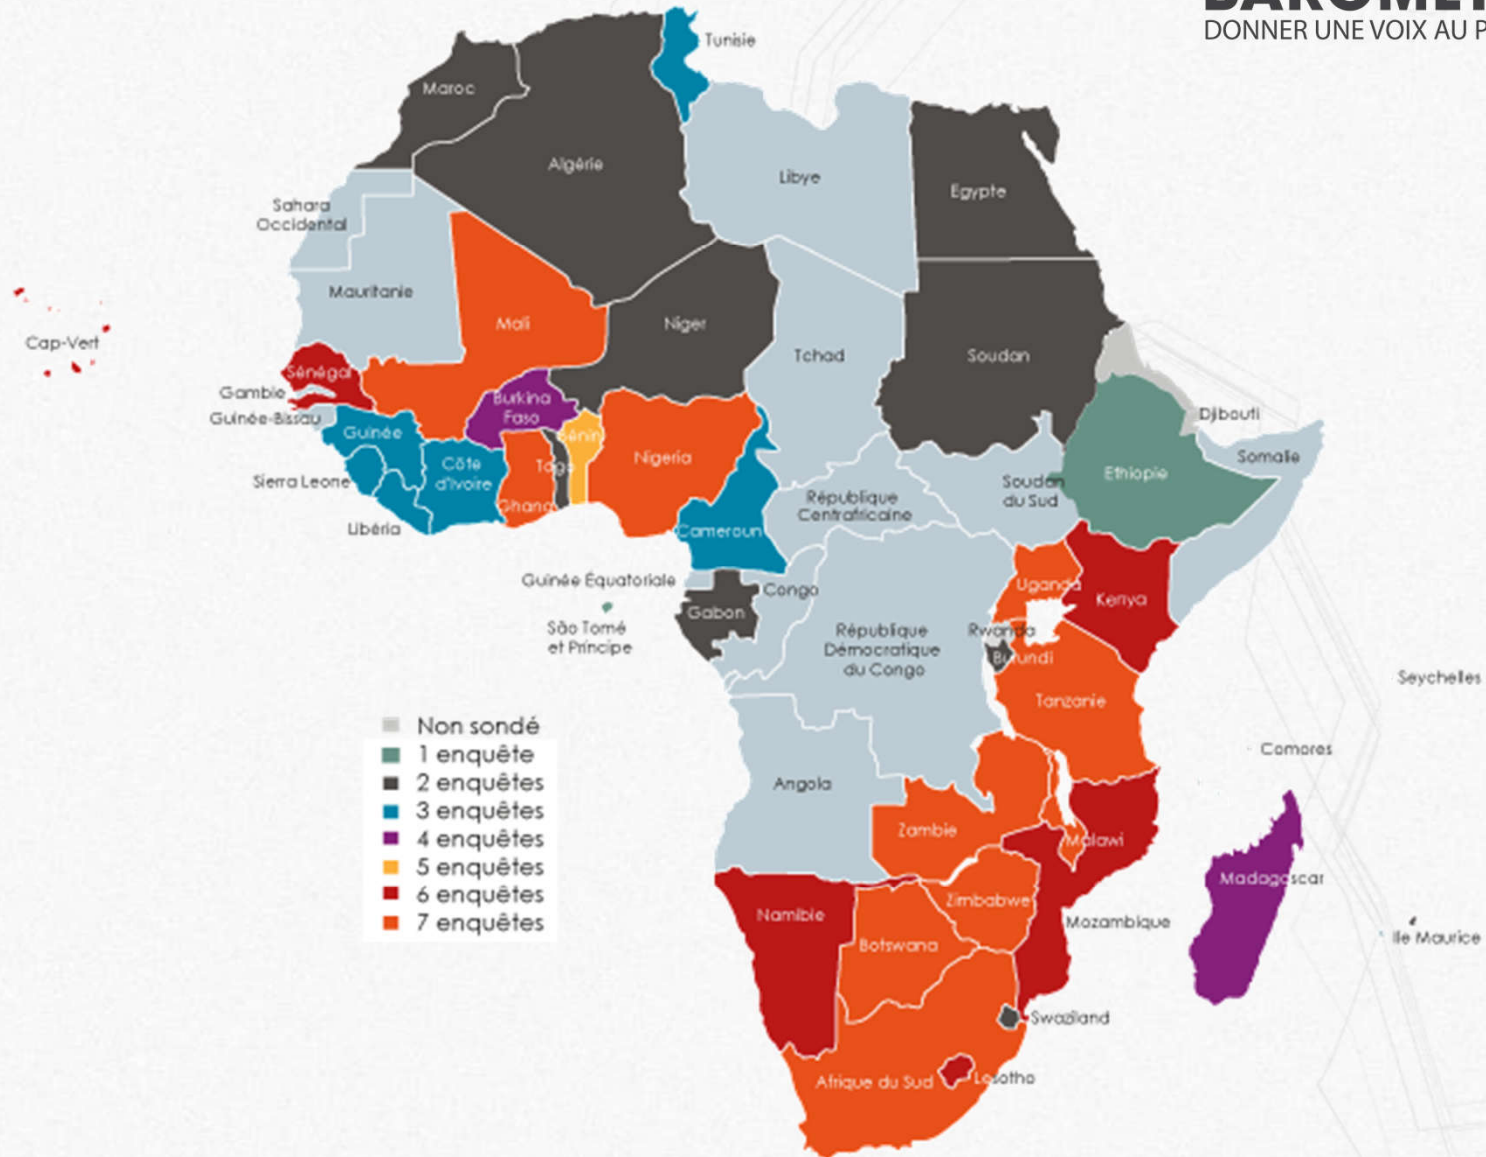 DONNER UNE VOIX AU P
Tunisie
Maroc
Algérie
Libye
Egypte
Sahara
Occidental
Mauritanie
Mali
Niger
Tchad
Soudan
Cap-Vert
Sénégal
Gambie
Guinée-Bissau
Burkina
Faso
Djibouti
Guinée
Bénin
Togo
Nigeria
Côte
d'Ivoire
Ghana
Sierra Leone
Libéria
Cameroun
République
Centrafricaine
Soudan
du Sud
Ethiopie
Somalie
Guinée Équatoriale
Congo
Gabon
Uganda
Kenya
São Tomé
et Príncipe
République
Démocratique
du Congo
Rwanda
Burundi
Tanzanie
Seychelles
Comores
Non sondé
1 enquête
2 enquêtes
3 enquêtes
4 enquêtes
5 enquêtes
6 enquêtes
7 enquêtes
Angola
Zambie
Malawi
Madagascar
Namibie
Zimbabwe
Mozambique
Botswana
Ile Maurice
Swaziland
Afrique du Sud
Lesotho